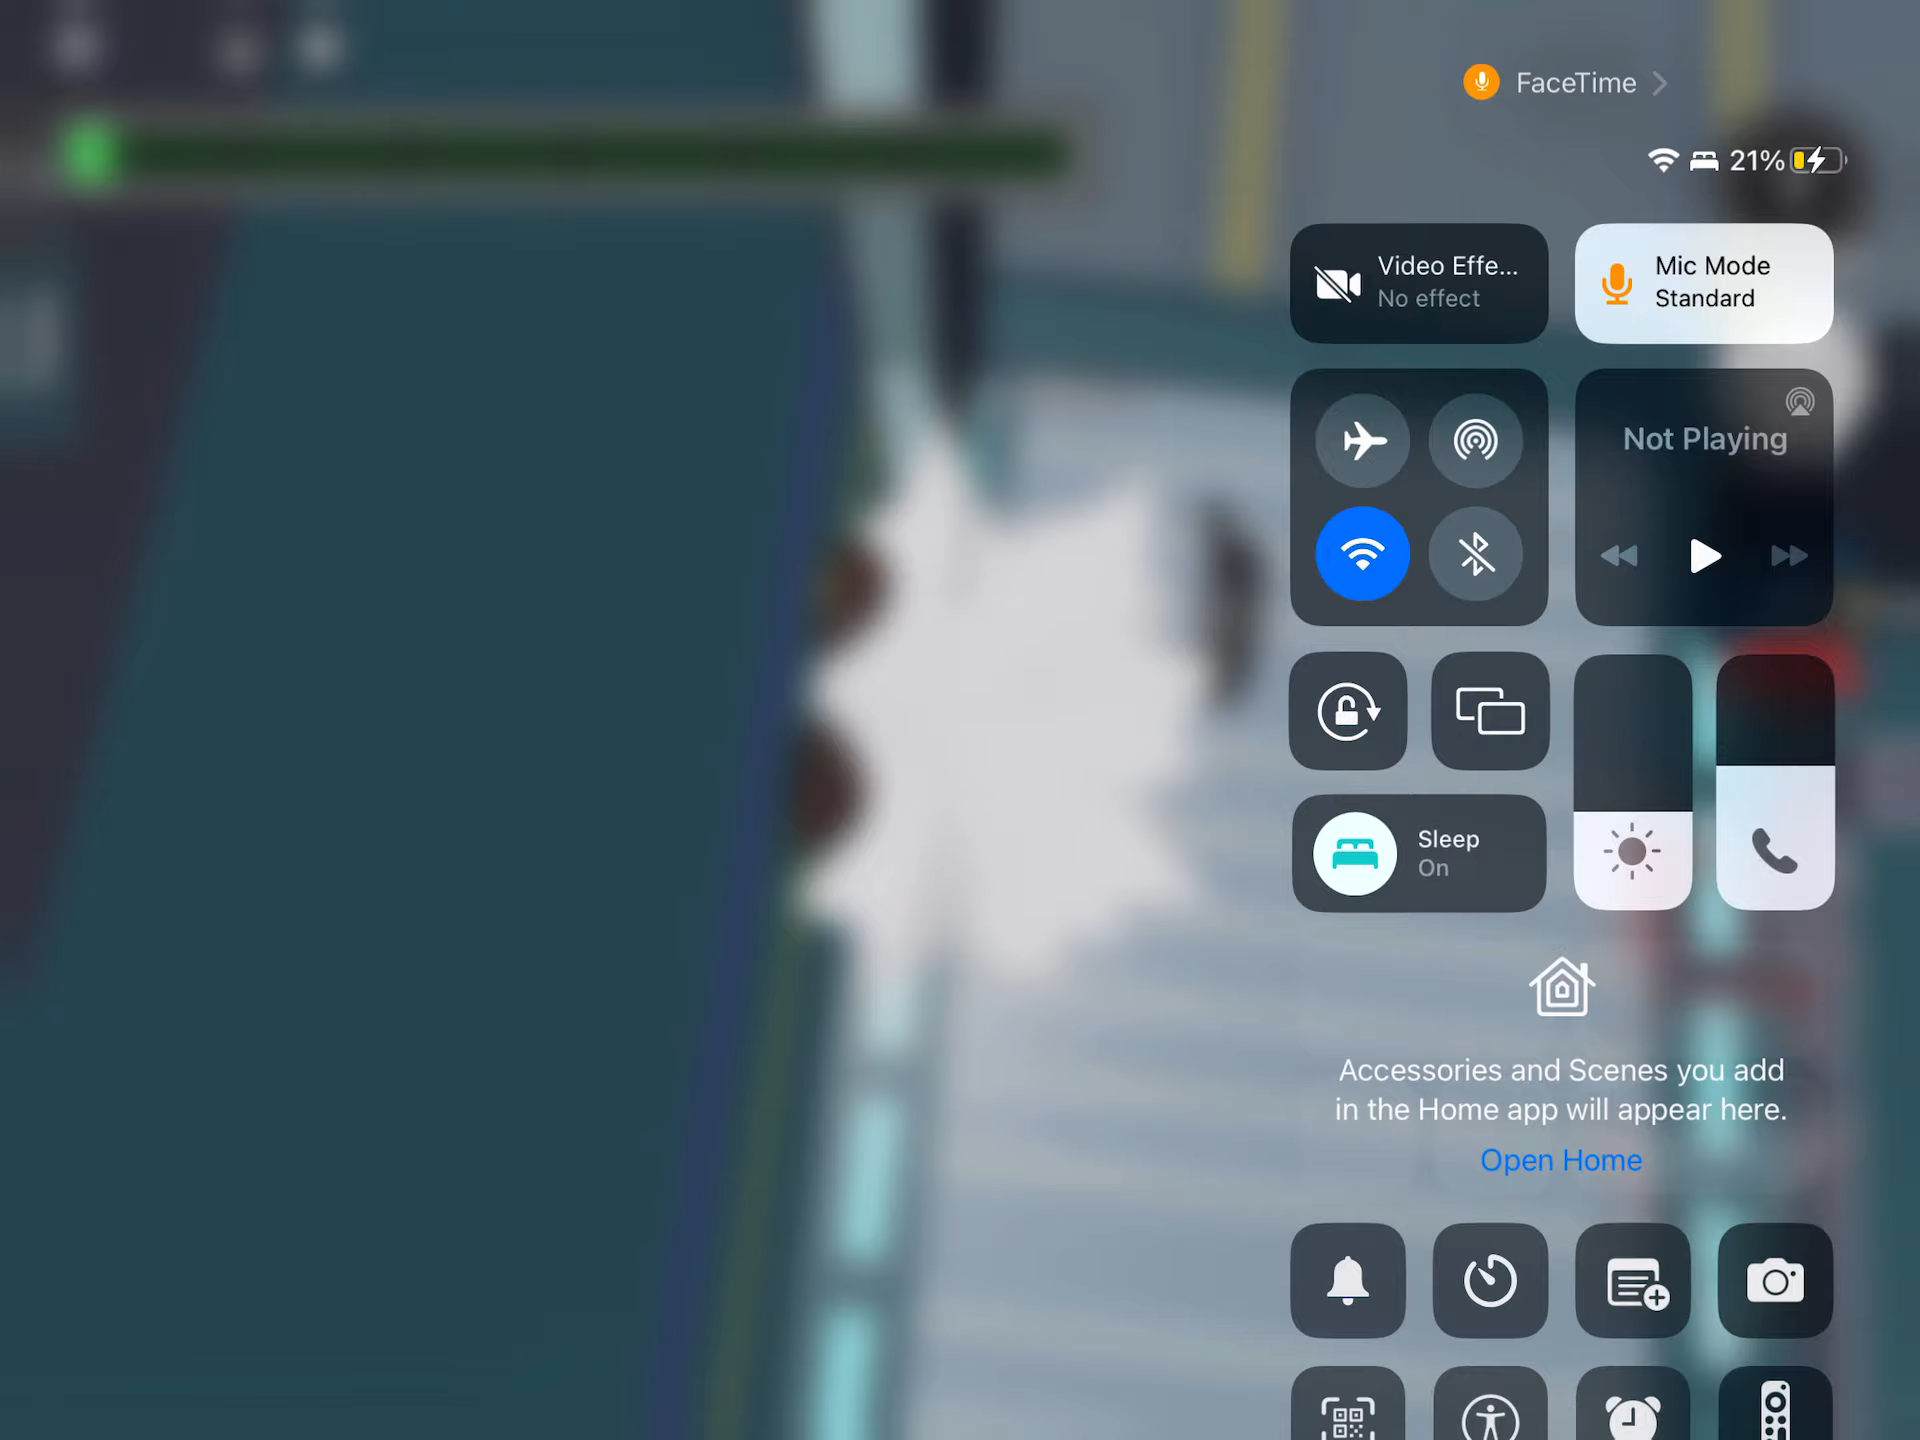 FaceTime
21%
Video Effe...
No effect
Mic Mode
Standard
Not Playing
Sleep
On
Accessories and Scenes you add
in the Home app will appear here.
Open Home